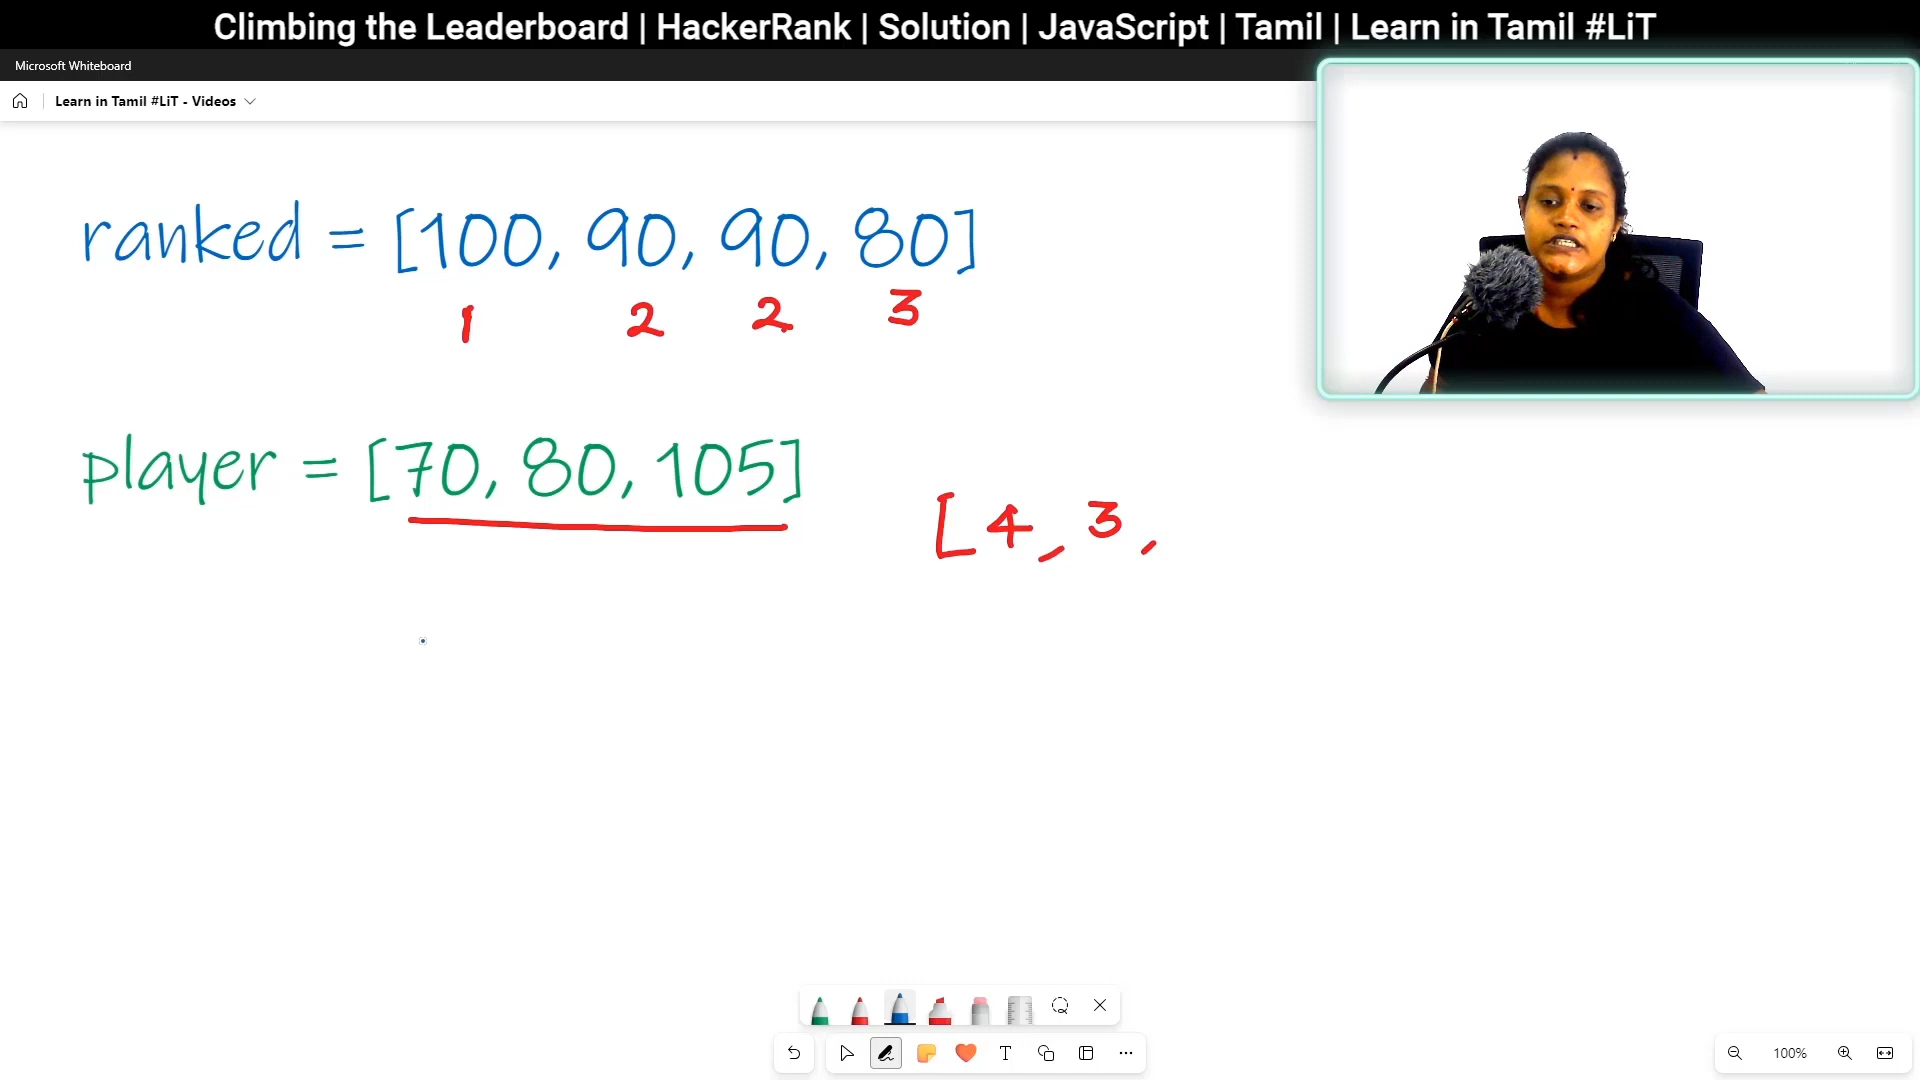 Climbing the Leaderboard | HackerRank | Solution | JavaScript | Tamil | Learn in Tamil #LiT
Microsoft Whiteboard
Learn in Tamil #LiT - Videos
ranked = [100, 90, 90, 80]
1 2 2 3
player = [70, 80, 105]
[ 4 , 3 ,
T
100%